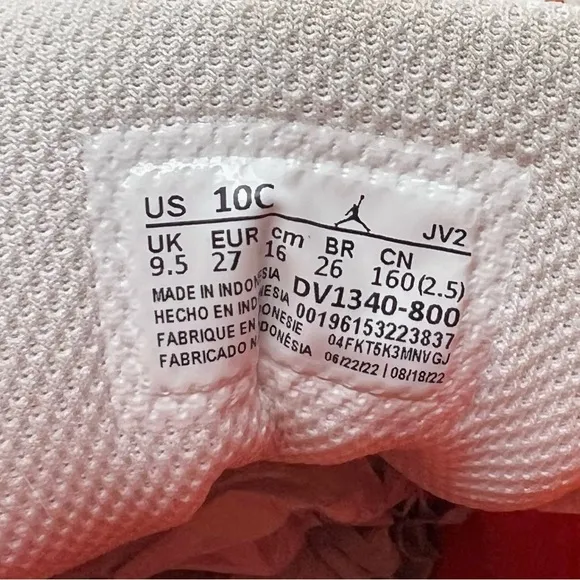 US 10C JV2
UK EUR cm BR CN
9.5 27 16 26 160(2.5)
MADE IN INDONESIA DV1340-800
HECHO EN INDONESIA 00196153223837
FABRIQUE EN INDONESIE 04FKT5K3MNVGJ
FABRICADO NA INDONÉSIA 06/22/22 | 08/18/22